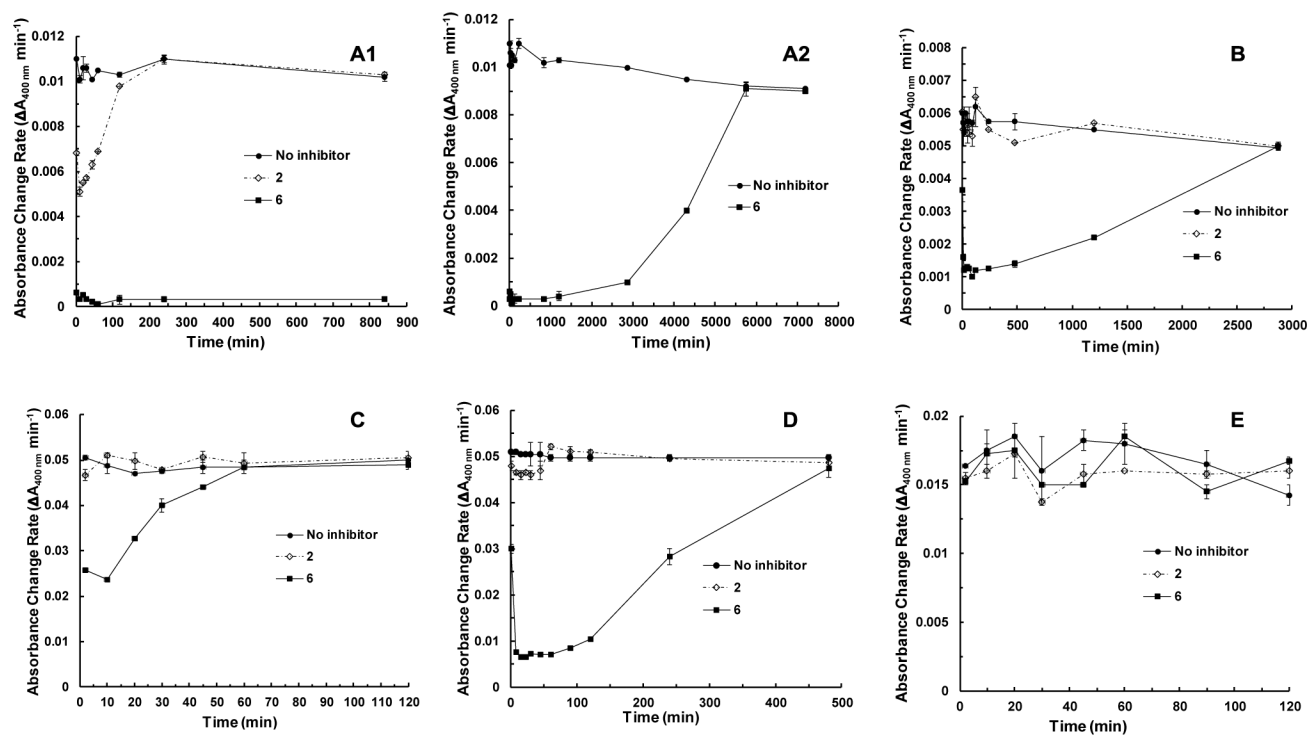 A1
Absorbance Change Rate (ΔA400 nm min-1)
0.012
0.01
0.008
0.006
0.004
0.002
0
No inhibitor
2
6
0 100 200 300 400 500 600 700 800 900
Time (min)
A2
Absorbance Change Rate (ΔA400 nm min-1)
0.012
0.01
0.008
0.006
0.004
0.002
0
No inhibitor
6
0 1000 2000 3000 4000 5000 6000 7000 8000
Time (min)
B
Absorbance Change Rate (ΔA400 nm min-1)
0.008
0.007
0.006
0.005
0.004
0.003
0.002
0.001
0
No inhibitor
2
6
0 500 1000 1500 2000 2500 3000
Time (min)
C
Absorbance Change Rate (ΔA400 nm min-1)
0.06
0.05
0.04
0.03
0.02
0.01
0
No inhibitor
2
6
0 10 20 30 40 50 60 70 80 90 100 110 120
Time (min)
D
Absorbance Change Rate (ΔA400 nm min-1)
0.06
0.05
0.04
0.03
0.02
0.01
0
No inhibitor
2
6
0 100 200 300 400 500
Time (min)
E
Absorbance Change Rate (ΔA400 nm min-1)
0.02
0.015
0.01
0.005
0
No inhibitor
2
6
0 20 40 60 80 100 120
Time (min)